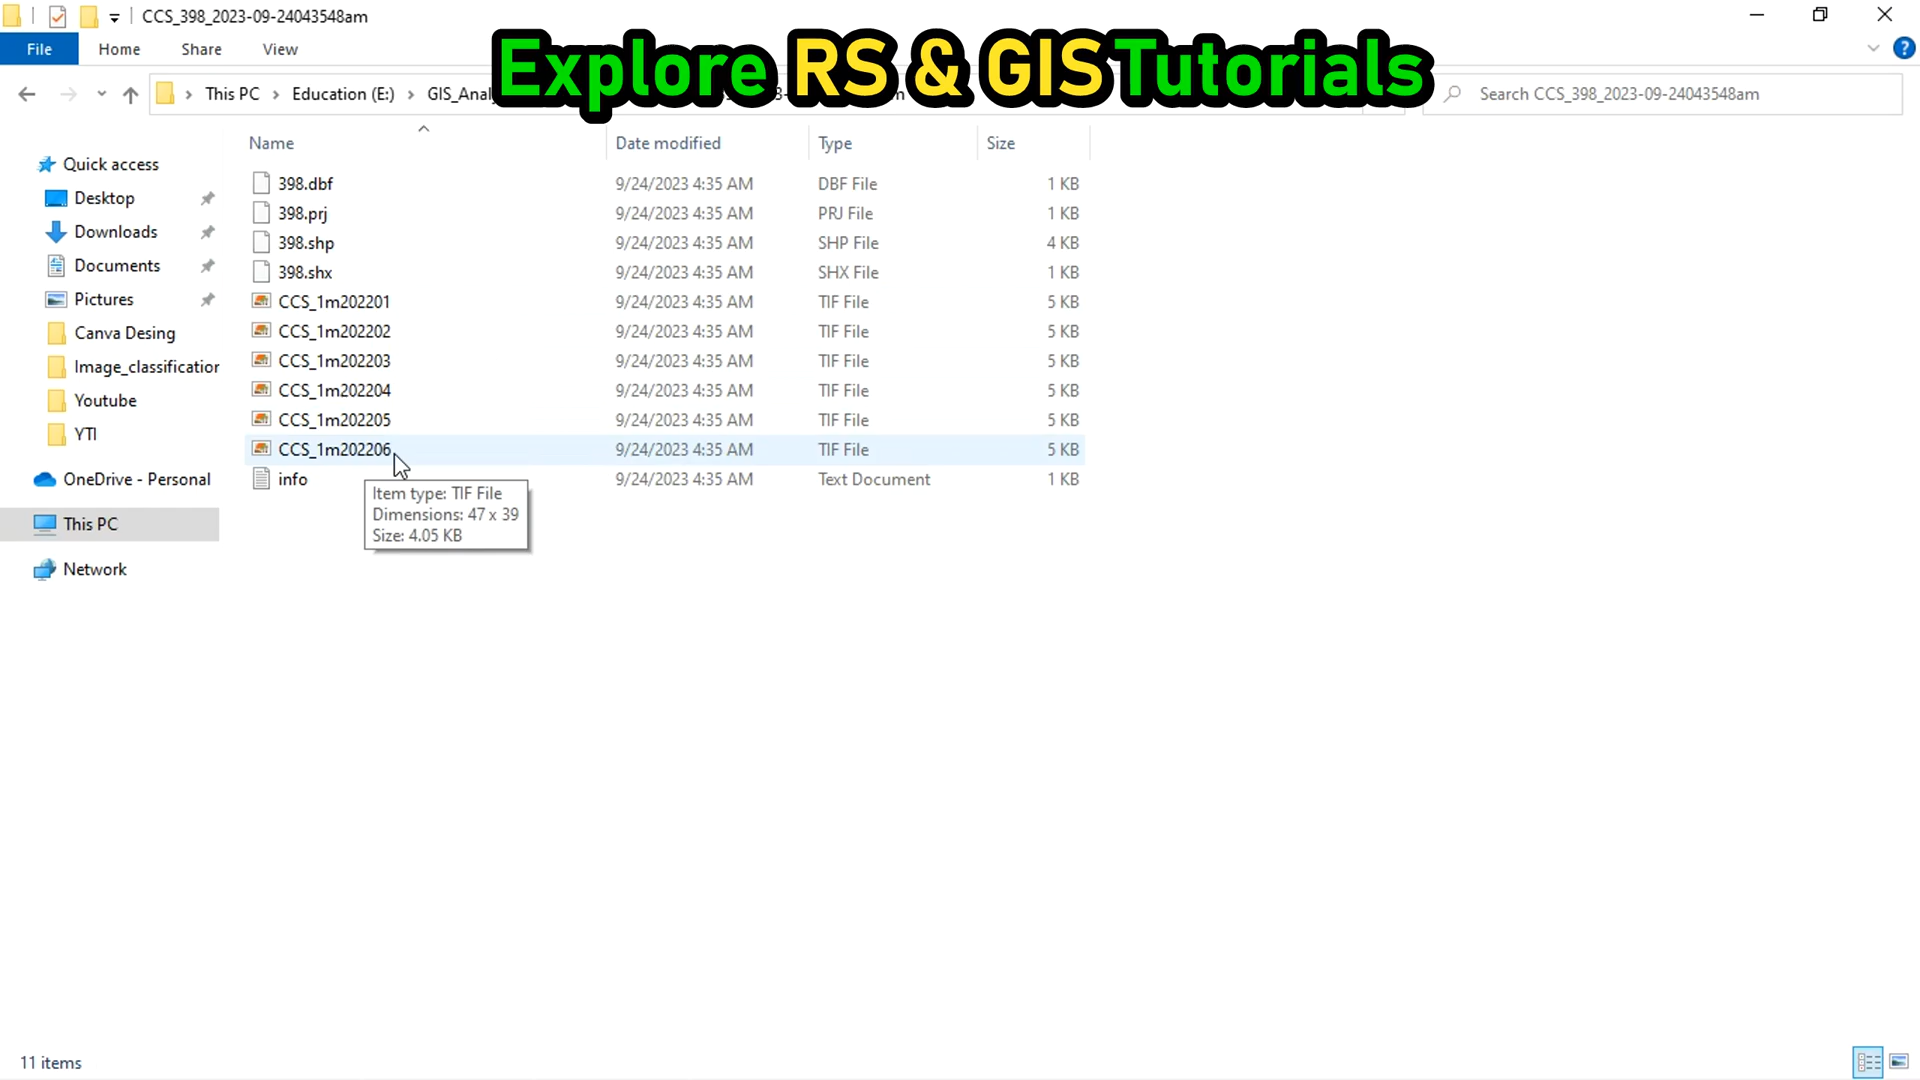 CCS_398_2023-09-24043548am
File Home Share View
Explore RS & GIS Tutorials
This PC Education (E:)
Search CCS_398_2023-09-24043548am
Name Date modified Type Size
Quick access
Desktop
Downloads
Documents
Pictures
Canva Desing
Youtube
YTI
OneDrive - Personal
This PC
Network
398.dbf 9/24/2023 4:35 AM DBF File 1 KB
398.prj 9/24/2023 4:35 AM PRJ File 1 KB
398.shp 9/24/2023 4:35 AM SHP File 4 KB
398.shx 9/24/2023 4:35 AM SHX File 1 KB
CCS_1m202201 9/24/2023 4:35 AM TIF File 5 KB
CCS_1m202202 9/24/2023 4:35 AM TIF File 5 KB
CCS_1m202203 9/24/2023 4:35 AM TIF File 5 KB
CCS_1m202204 9/24/2023 4:35 AM TIF File 5 KB
CCS_1m202205 9/24/2023 4:35 AM TIF File 5 KB
CCS_1m202206 9/24/2023 4:35 AM TIF File 5 KB
info 9/24/2023 4:35 AM Text Document 1 KB
Item type: TIF File
Dimensions: 47 x 39
Size: 4.05 KB
11 items